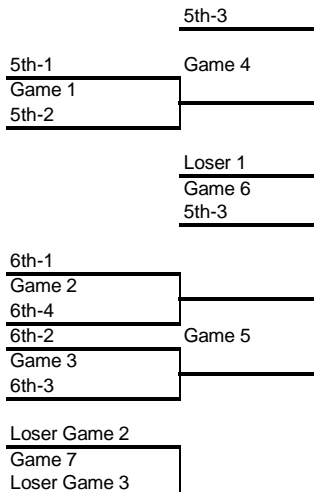 5th-3
5th-1
Game 4
Game 1
5th-2
Loser 1
Game 6
5th-3
6th-1
Game 2
6th-4
6th-2
Game 5
Game 3
6th-3
Loser Game 2
Game 7
Loser Game 3